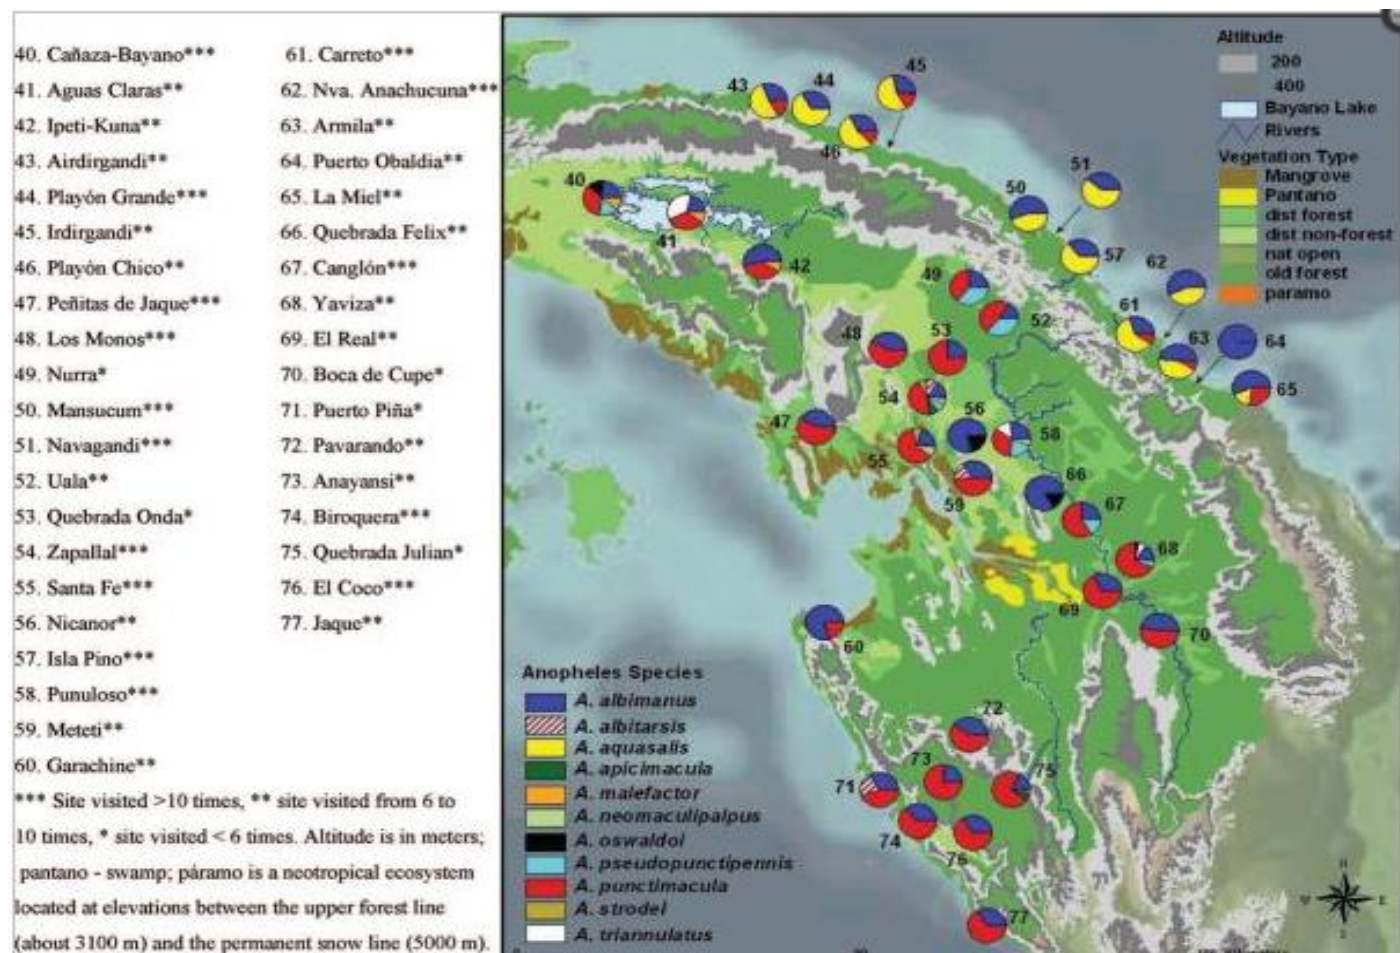 40. Cañaza-Bayano***
41. Aguas Claras**
42. Ipeti-Kuna**
43. Airdirgandi**
44. Playón Grande***
45. Irdirgandi**
46. Playón Chico**
47. Peñitas de Jaque***
48. Los Monos***
49. Nurra*
50. Mansucum***
51. Navagandi***
52. Uala**
53. Quebrada Onda*
54. Zapallal***
55. Santa Fe***
56. Nicanor**
57. Isla Pino***
58. Punuloso***
59. Meteti**
60. Garachine**
61. Carreto***
62. Nva. Anachucuna***
63. Armila**
64. Puerto Obaldia**
65. La Miel**
66. Quebrada Felix**
67. Canglón***
68. Yaviza**
69. El Real**
70. Boca de Cupe*
71. Puerto Piña*
72. Pavarando**
73. Anayansi**
74. Biroquera***
75. Quebrada Julian*
76. El Coco***
77. Jaque**
*** Site visited >10 times, ** site visited from 6 to
10 times, * site visited < 6 times. Altitude is in meters;
pantano - swamp; páramo is a neotropical ecosystem
located at elevations between the upper forest line
(about 3100 m) and the permanent snow line (5000 m).
Altitude
200
400
Bayano Lake
Rivers
Vegetation Type
Mangrove
Pantano
dist forest
dist non-forest
nat open
old forest
paramo
43
44
45
46
40
41
42
50
51
57
62
49
52
61
63
64
65
48
53
54
56
58
47
55
59
66
67
68
69
70
60
72
73
75
71
74
76
77
Anopheles Species
A. albimanus
A. albitarsis
A. aquasalis
A. apicimacula
A. malefactor
A. neomaculipalpus
A. oswaldoi
A. pseudopunctipennis
A. punctimacula
A. strodei
A. triannulatus
E